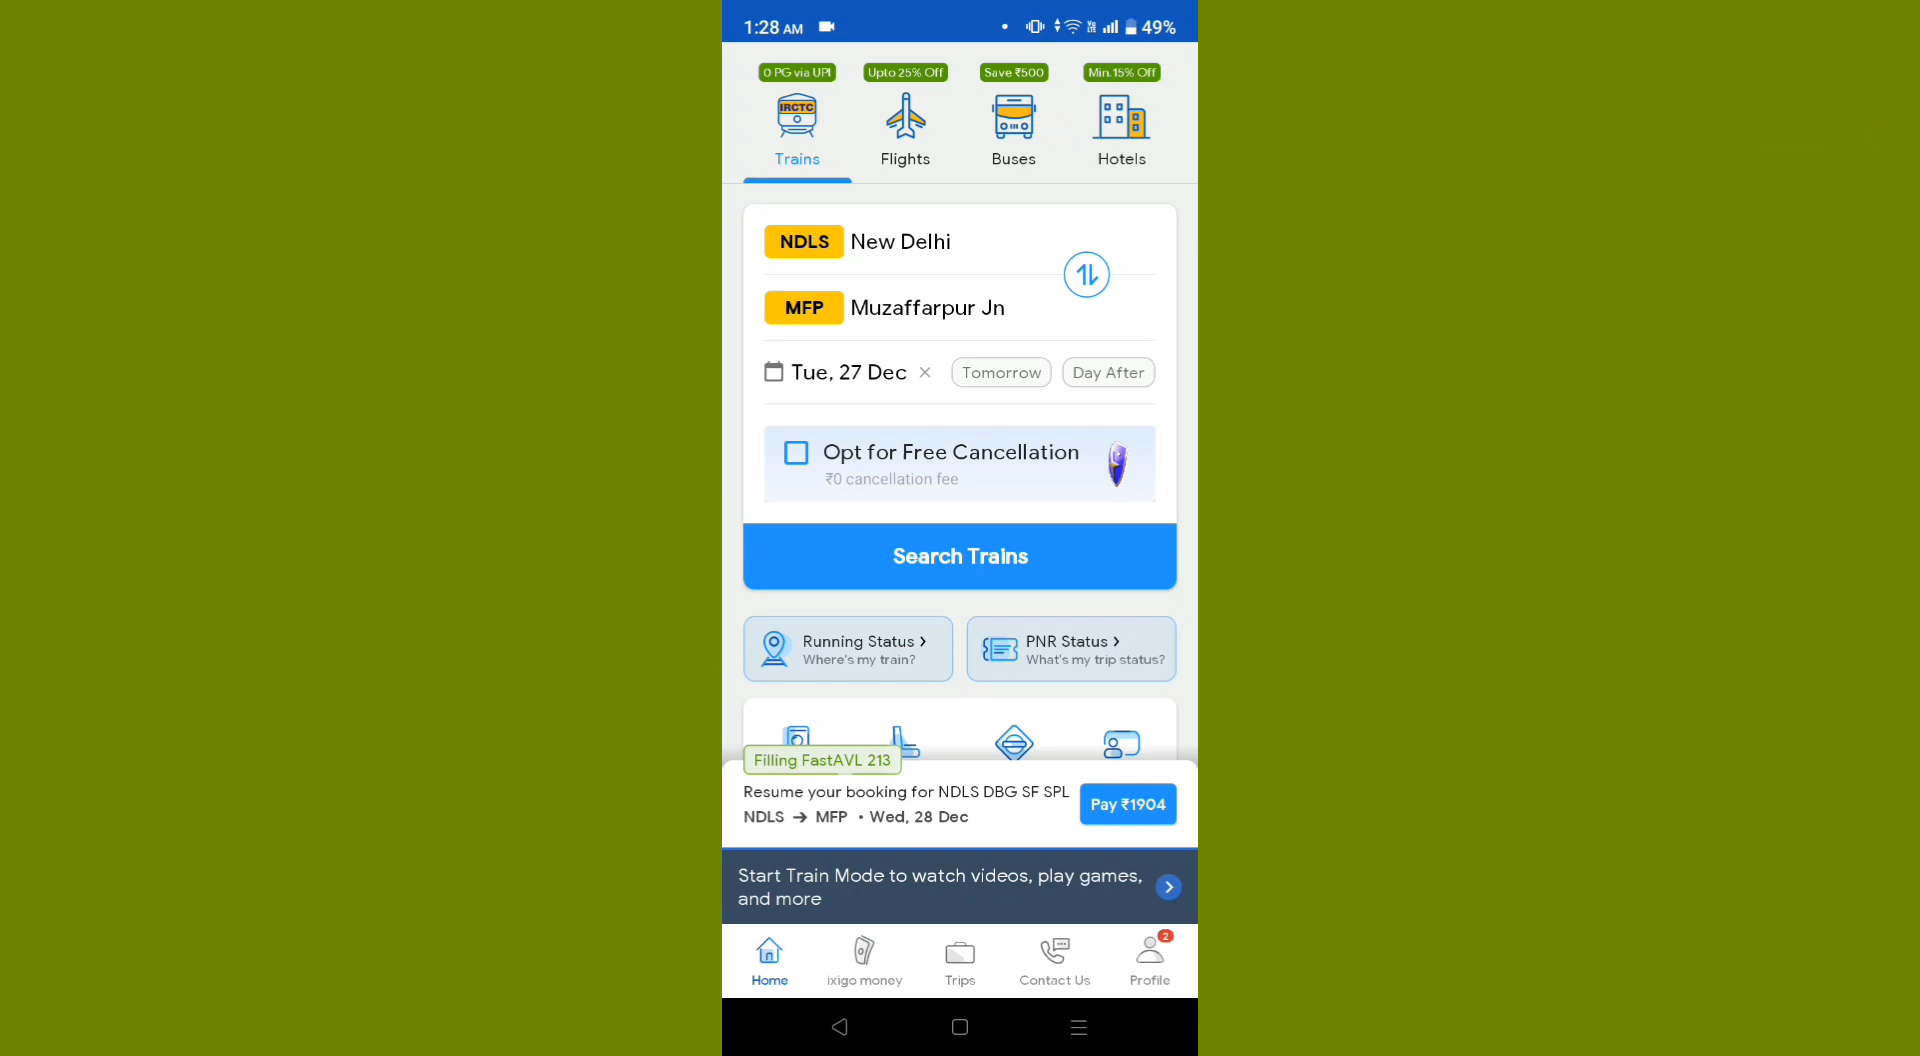 1:28 AM 49%
0 PG via UPI Upto 25% Off Save ₹500 Min.15% Off
IRCTC
Trains Flights Buses Hotels
NDLS New Delhi
MFP Muzaffarpur Jn
Tue, 27 Dec × Tomorrow Day After
Opt for Free Cancellation
₹0 cancellation fee
Search Trains
Running Status > PNR Status >
Where's my train? What's my trip status?
Filling FastAVL 213
Resume your booking for NDLS DBG SF SPL
Pay ₹1904
NDLS → MFP • Wed, 28 Dec
Start Train Mode to watch videos, play games,
and more
2
Home ixigo money Trips Contact Us Profile